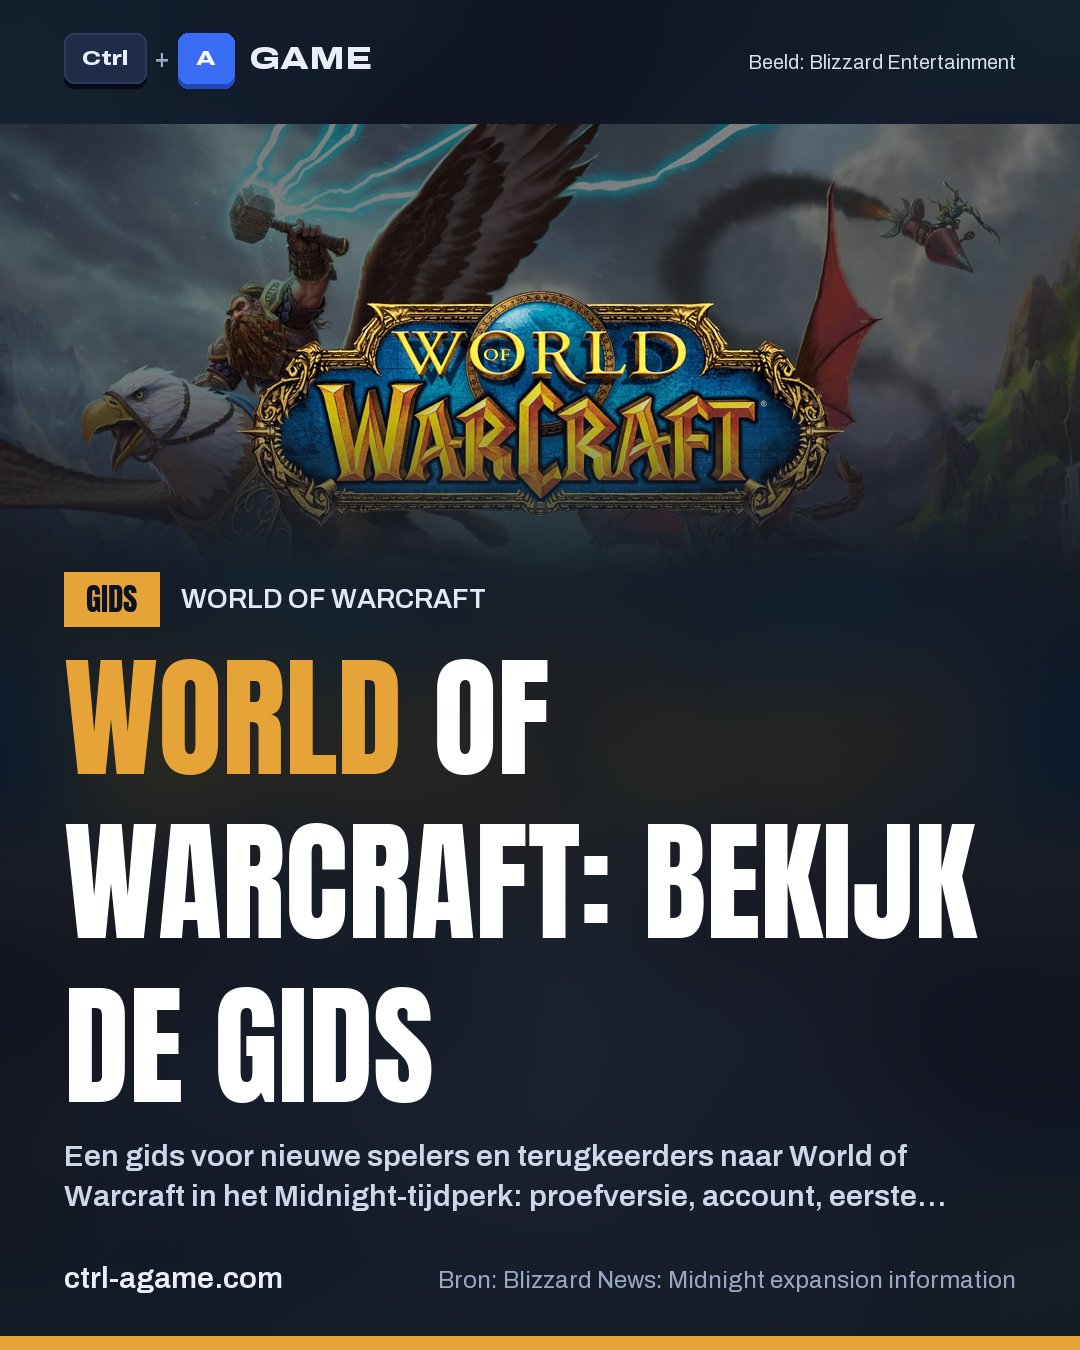 Ctrl + A GAME
Beeld: Blizzard Entertainment
WORLD OF
WARCRAFT
®
GIDS WORLD OF WARCRAFT
WORLD OF
WARCRAFT: BEKIJK
DE GIDS
Een gids voor nieuwe spelers en terugkeerders naar World of
Warcraft in het Midnight-tijdperk: proefversie, account, eerste…
ctrl-agame.com
Bron: Blizzard News: Midnight expansion information